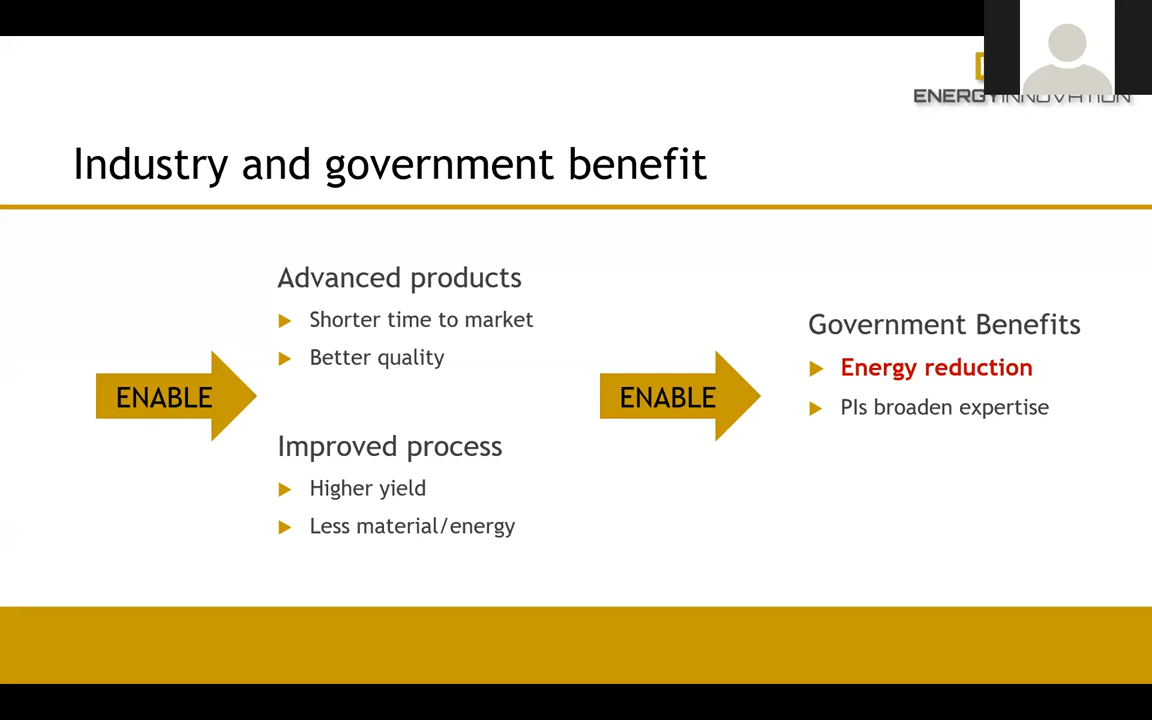 ENERGYINNOVATION
Industry and government benefit
Advanced products
Shorter time to market
Better quality
ENABLE
Improved process
Higher yield
Less material/energy
ENABLE
Government Benefits
Energy reduction
PIs broaden expertise